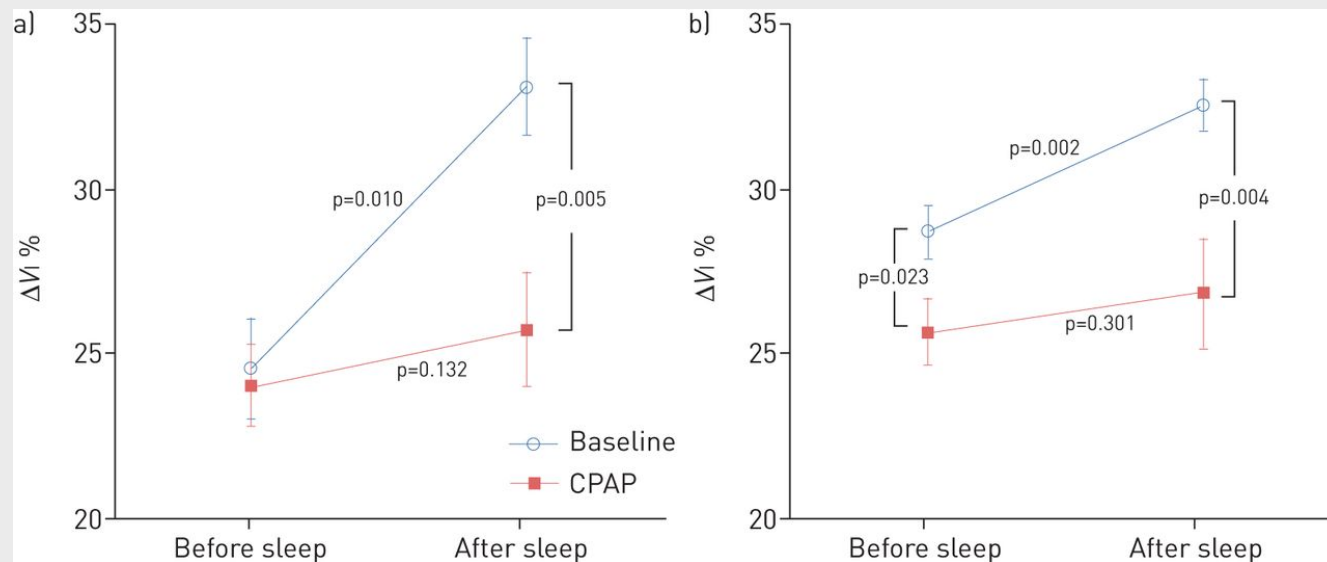 a)
35
30
25
20
ΔVI %
p=0.010
p=0.005
p=0.132
Baseline
CPAP
Before sleep
After sleep
b)
35
30
25
20
ΔVI %
p=0.002
p=0.004
p=0.023
p=0.301
Before sleep
After sleep